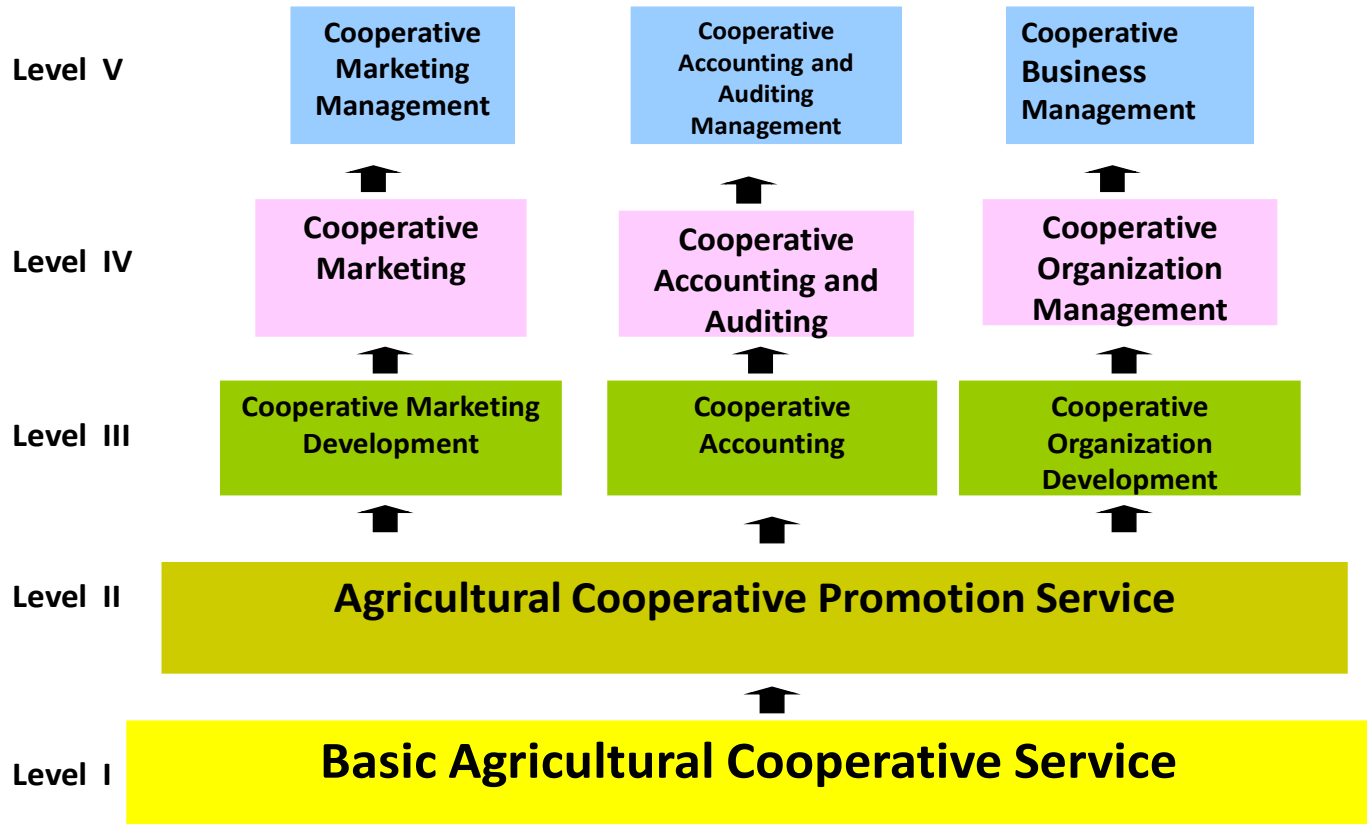 Level V
Cooperative
Marketing
Management
Cooperative
Accounting and
Auditing
Management
Cooperative
Business
Management
Level IV
Cooperative
Marketing
Cooperative
Accounting and
Auditing
Cooperative
Organization
Management
Level III
Cooperative Marketing
Development
Cooperative
Accounting
Cooperative
Organization
Development
Level II
Agricultural Cooperative Promotion Service
Level I
Basic Agricultural Cooperative Service